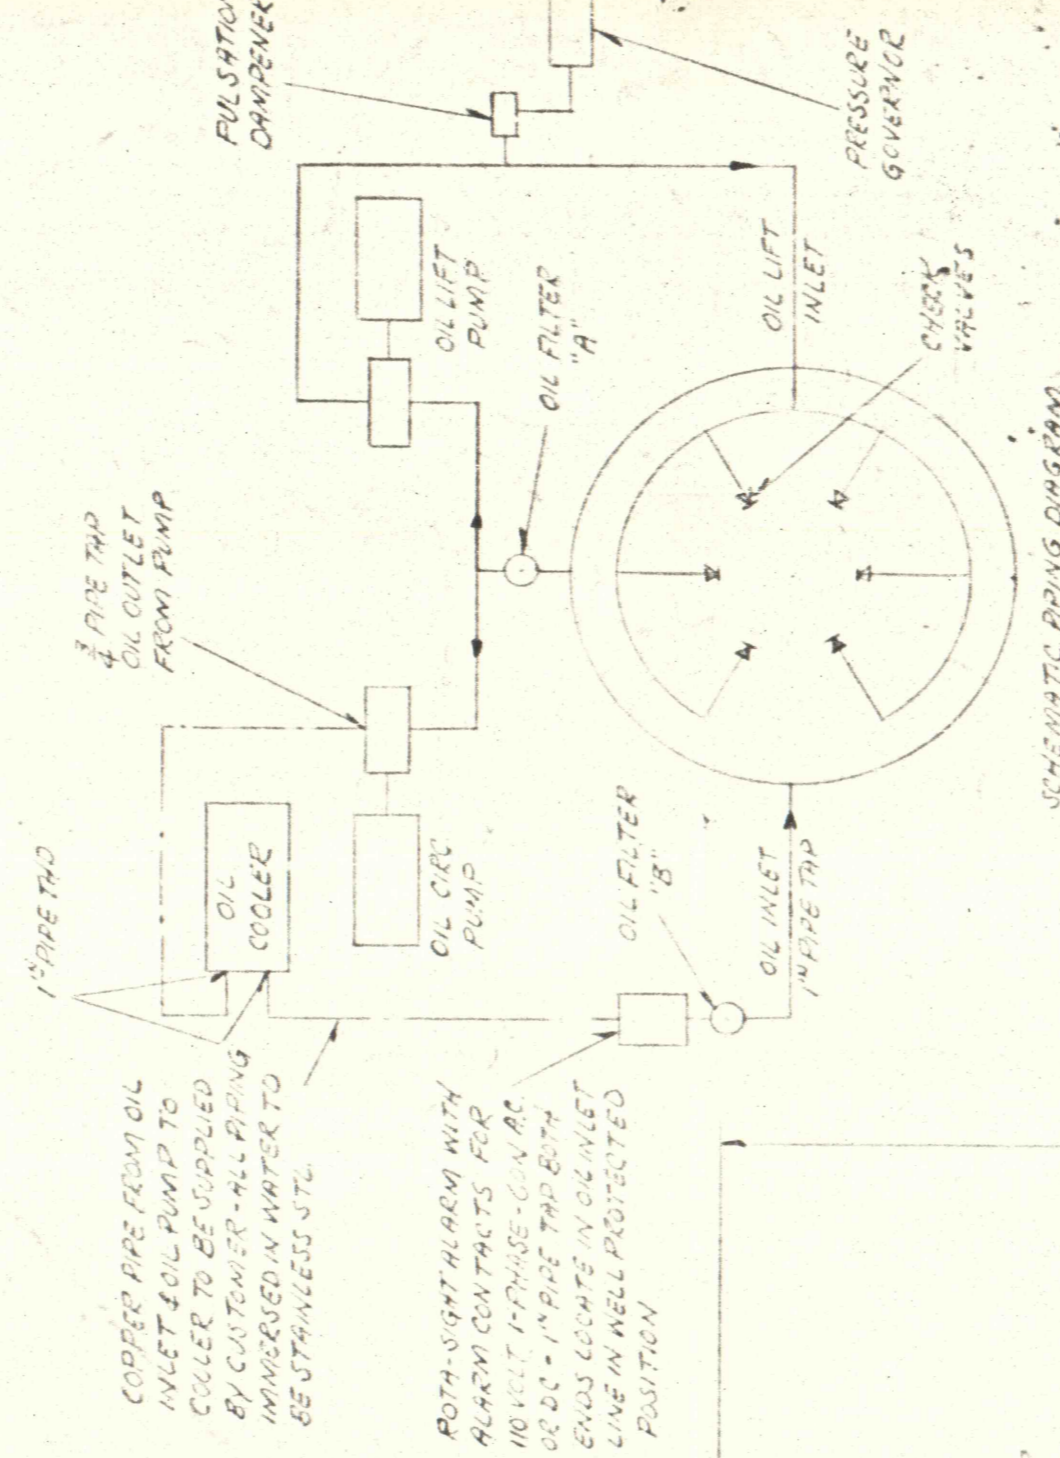 COPPER PIPE FROM OIL
INLET & OIL PUMP TO
COLLER TO BE SUPPLIED
BY CUSTOMER-ALL PIPING
IMMERSED IN WATER TO
BE STAINLESS STL.
1" PIPE TAP
OIL
COOLER
3/4 PIPE TAP
OIL OUTLET
FROM PUMP
PULSATION
DAMPENER
ROTA-SIGHT ALARM WITH
ALARM CONTACTS FOR
110 VOLT 1-PHASE-60N A.C.
OR DC - 1" PIPE TAP BOTH
ENDS LOCATE IN OIL INLET
LINE IN WELL PROTECTED
POSITION
OIL CIRC
PUMP
OIL LIFT
PUMP
OIL FILTER
"B"
OIL FILTER
"A"
OIL INLET
1" PIPE TAP
OIL LIFT
INLET
PRESSURE
GOVERNOR
CHECK
VALVES
SCHEMATIC PIPING DIAGRAM